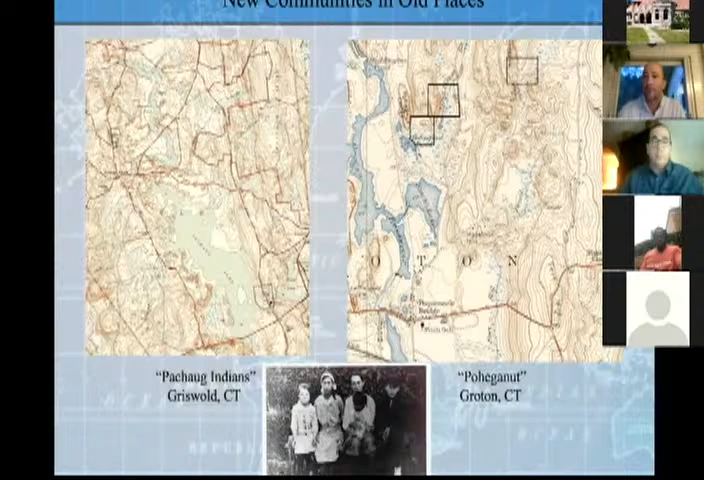 New Communities in Old Places
O T O N
"Pachaug Indians"
Griswold, CT
"Poheganut"
Groton, CT